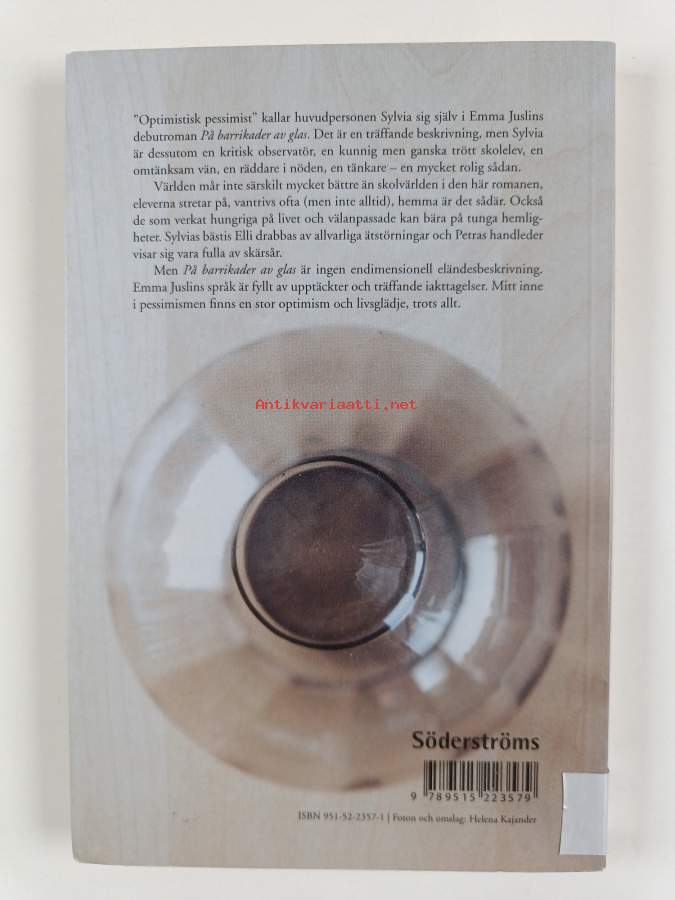 "Optimistisk pessimist" kallar huvudpersonen Sylvia sig själv i Emma Juslins
debutroman På barrikader av glas. Det är en träffande beskrivning, men Sylvia
är dessutom en kritisk observatör, en kunnig men ganska trött skolelev, en
omtänksam vän, en räddare i nöden, en tänkare – en mycket rolig sådan.
Världen mår inte särskilt mycket bättre än skolvärlden i den här romanen,
eleverna stretar på, vantrivs ofta (men inte alltid), hemma är det sådär. Också
de som verkat hungriga på livet och välanpassade kan bära på tunga hemlig-
heter. Sylvias bästis Elli drabbas av allvarliga ätstörningar och Petras handleder
visar sig vara fulla av skärsår.
Men På barrikader av glas är ingen endimensionell eländesbeskrivning.
Emma Juslins språk är fyllt av upptäckter och träffande iakttagelser. Mitt inne
i pessimismen finns en stor optimism och livsglädje, trots allt.
Antikvariaatti.net
Söderströms
9 789515 223579
ISBN 951-52-2357-1 | Foton och omslag: Helena Kajander